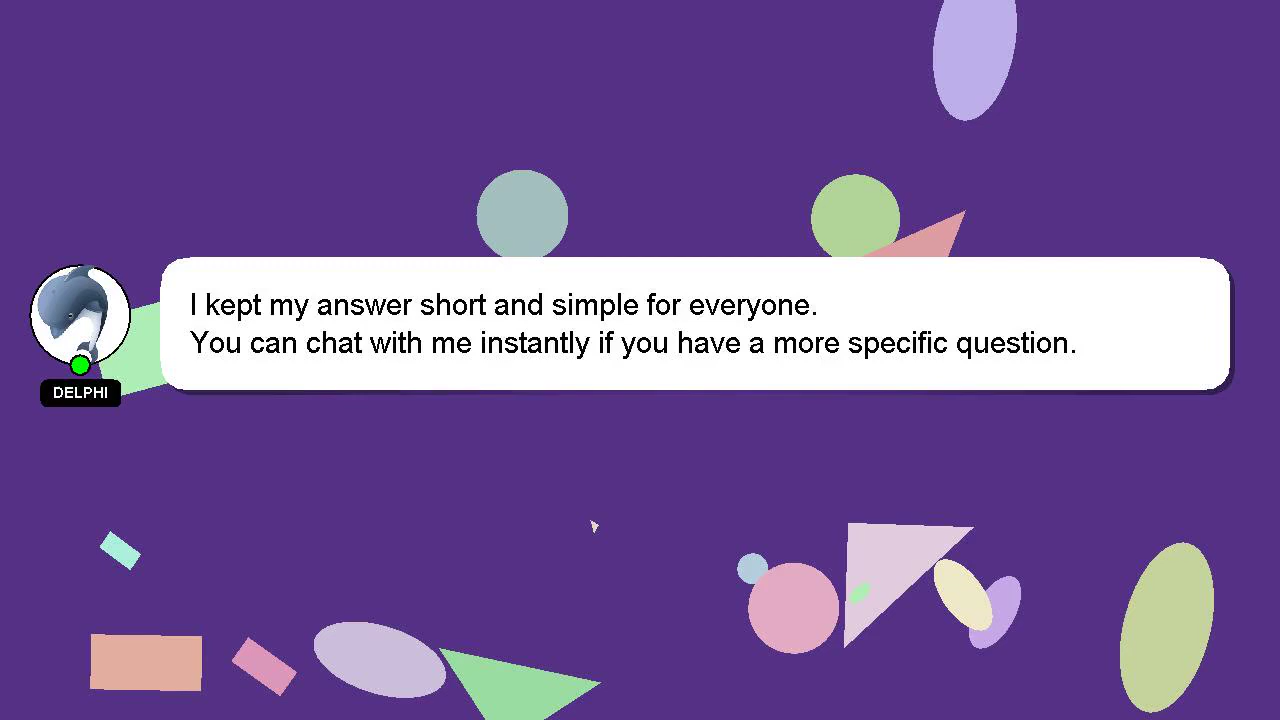 I kept my answer short and simple for everyone.
You can chat with me instantly if you have a more specific question.
DELPHI